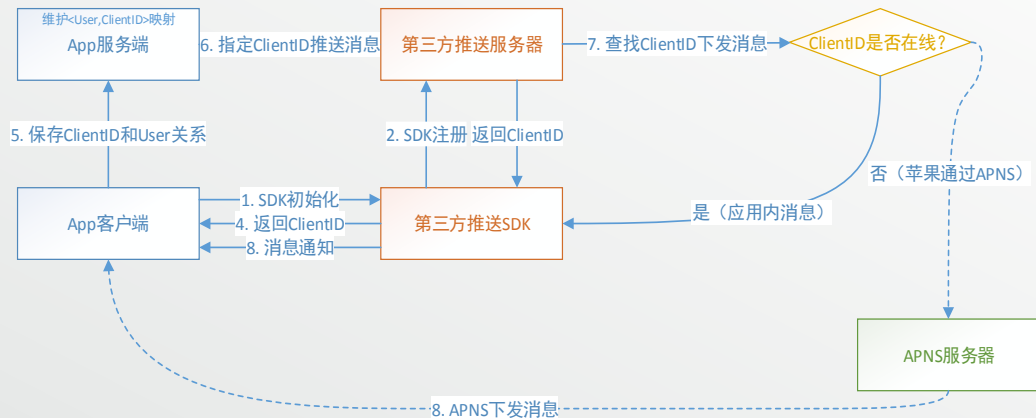 维护<User,ClientID>映射
App服务端
6. 指定ClientID推送消息
第三方推送服务器
7. 查找ClientID下发消息
ClientID是否在线？
5. 保存ClientID和User关系
2. SDK注册
返回ClientID
否（苹果通过APNS）
App客户端
1. SDK初始化
4. 返回ClientID
8. 消息通知
第三方推送SDK
是（应用内消息）
APNS服务器
8. APNS下发消息